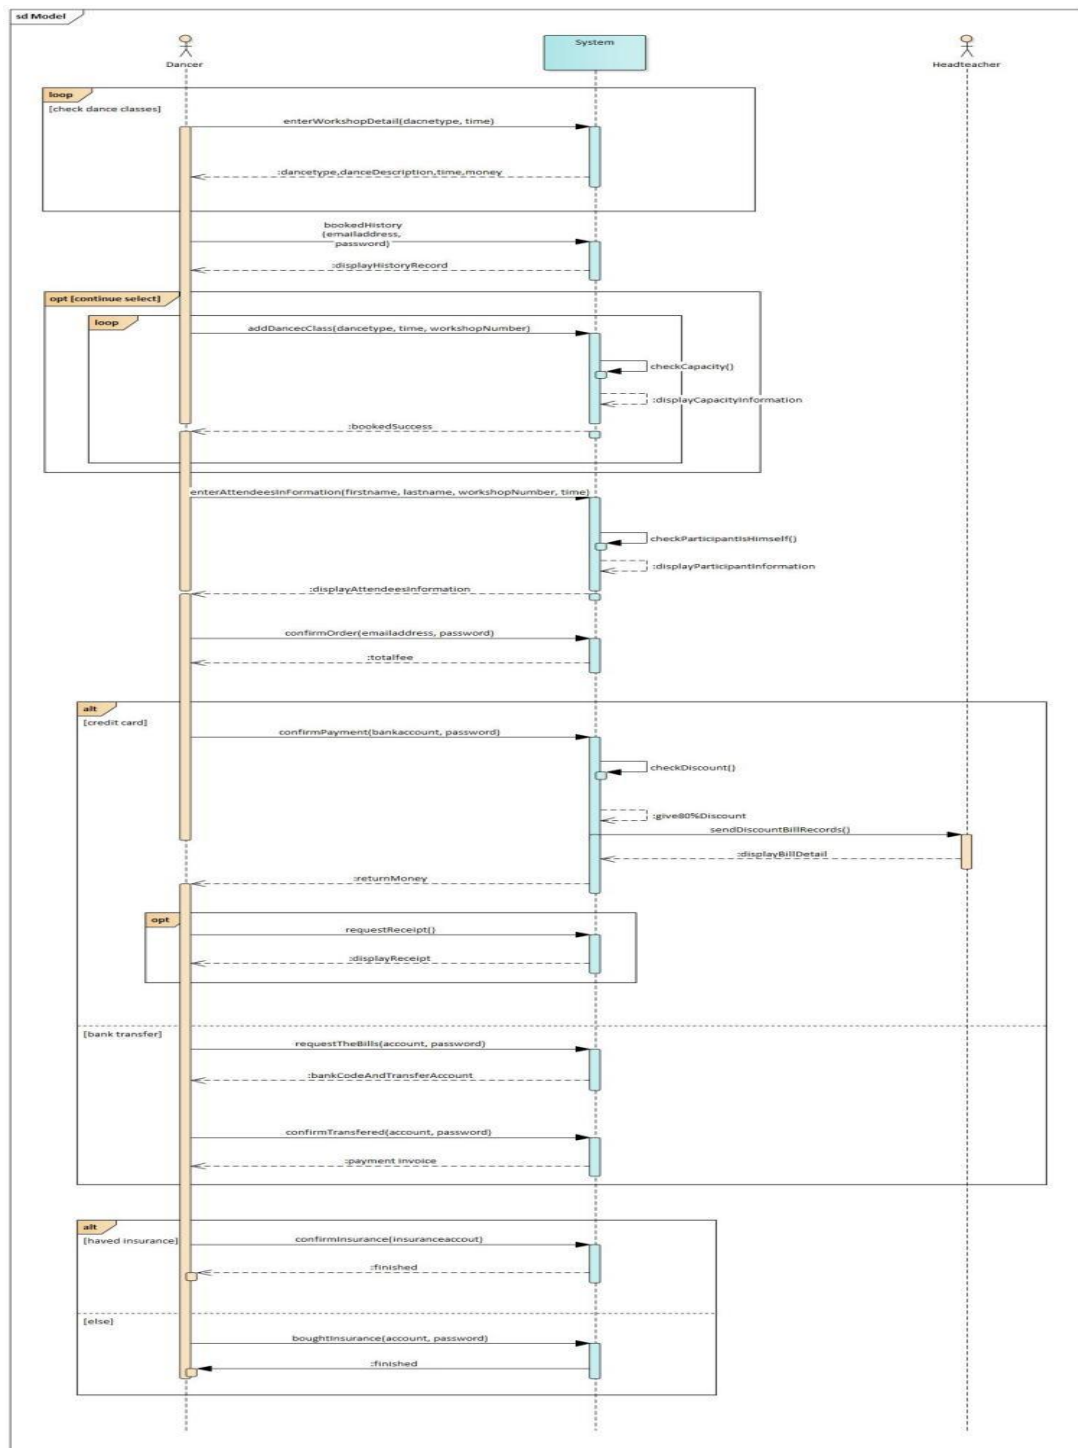 sd Model
Dancer
System
Headteacher
loop
[check dance classes]
enterWorkshopDetail(dacnetype, time)
:dancetype,danceDescription,time,money
bookedHistory
(emailaddress,
password)
:displayHistoryRecord
opt [continue select]
loop
addDancecClass(dancetype, time, workshopNumber)
checkCapacity()
:displayCapacityInformation
:bookedSuccess
enterAttendeesInFormation(firstname, lastname, workshopNumber, time)
checkParticipantIsHimself()
:displayParticipantInformation
:displayAttendeesInformation
confirmOrder(emailaddress, password)
:totalfee
alt
[credit card]
confirmPayment(bankaccount, password)
checkDiscount()
:give80%Discount
sendDiscountBillRecords()
:displayBillDetail
:returnMoney
opt
requestReceipt()
:displayReceipt
[bank transfer]
requestTheBills(account, password)
:bankCodeAndTransferAccount
confirmTransfered(account, password)
:payment invoice
alt
[haved insurance]
confirmInsurance(insuranceaccout)
:finished
[else]
boughtInsurance(account, password)
:finished